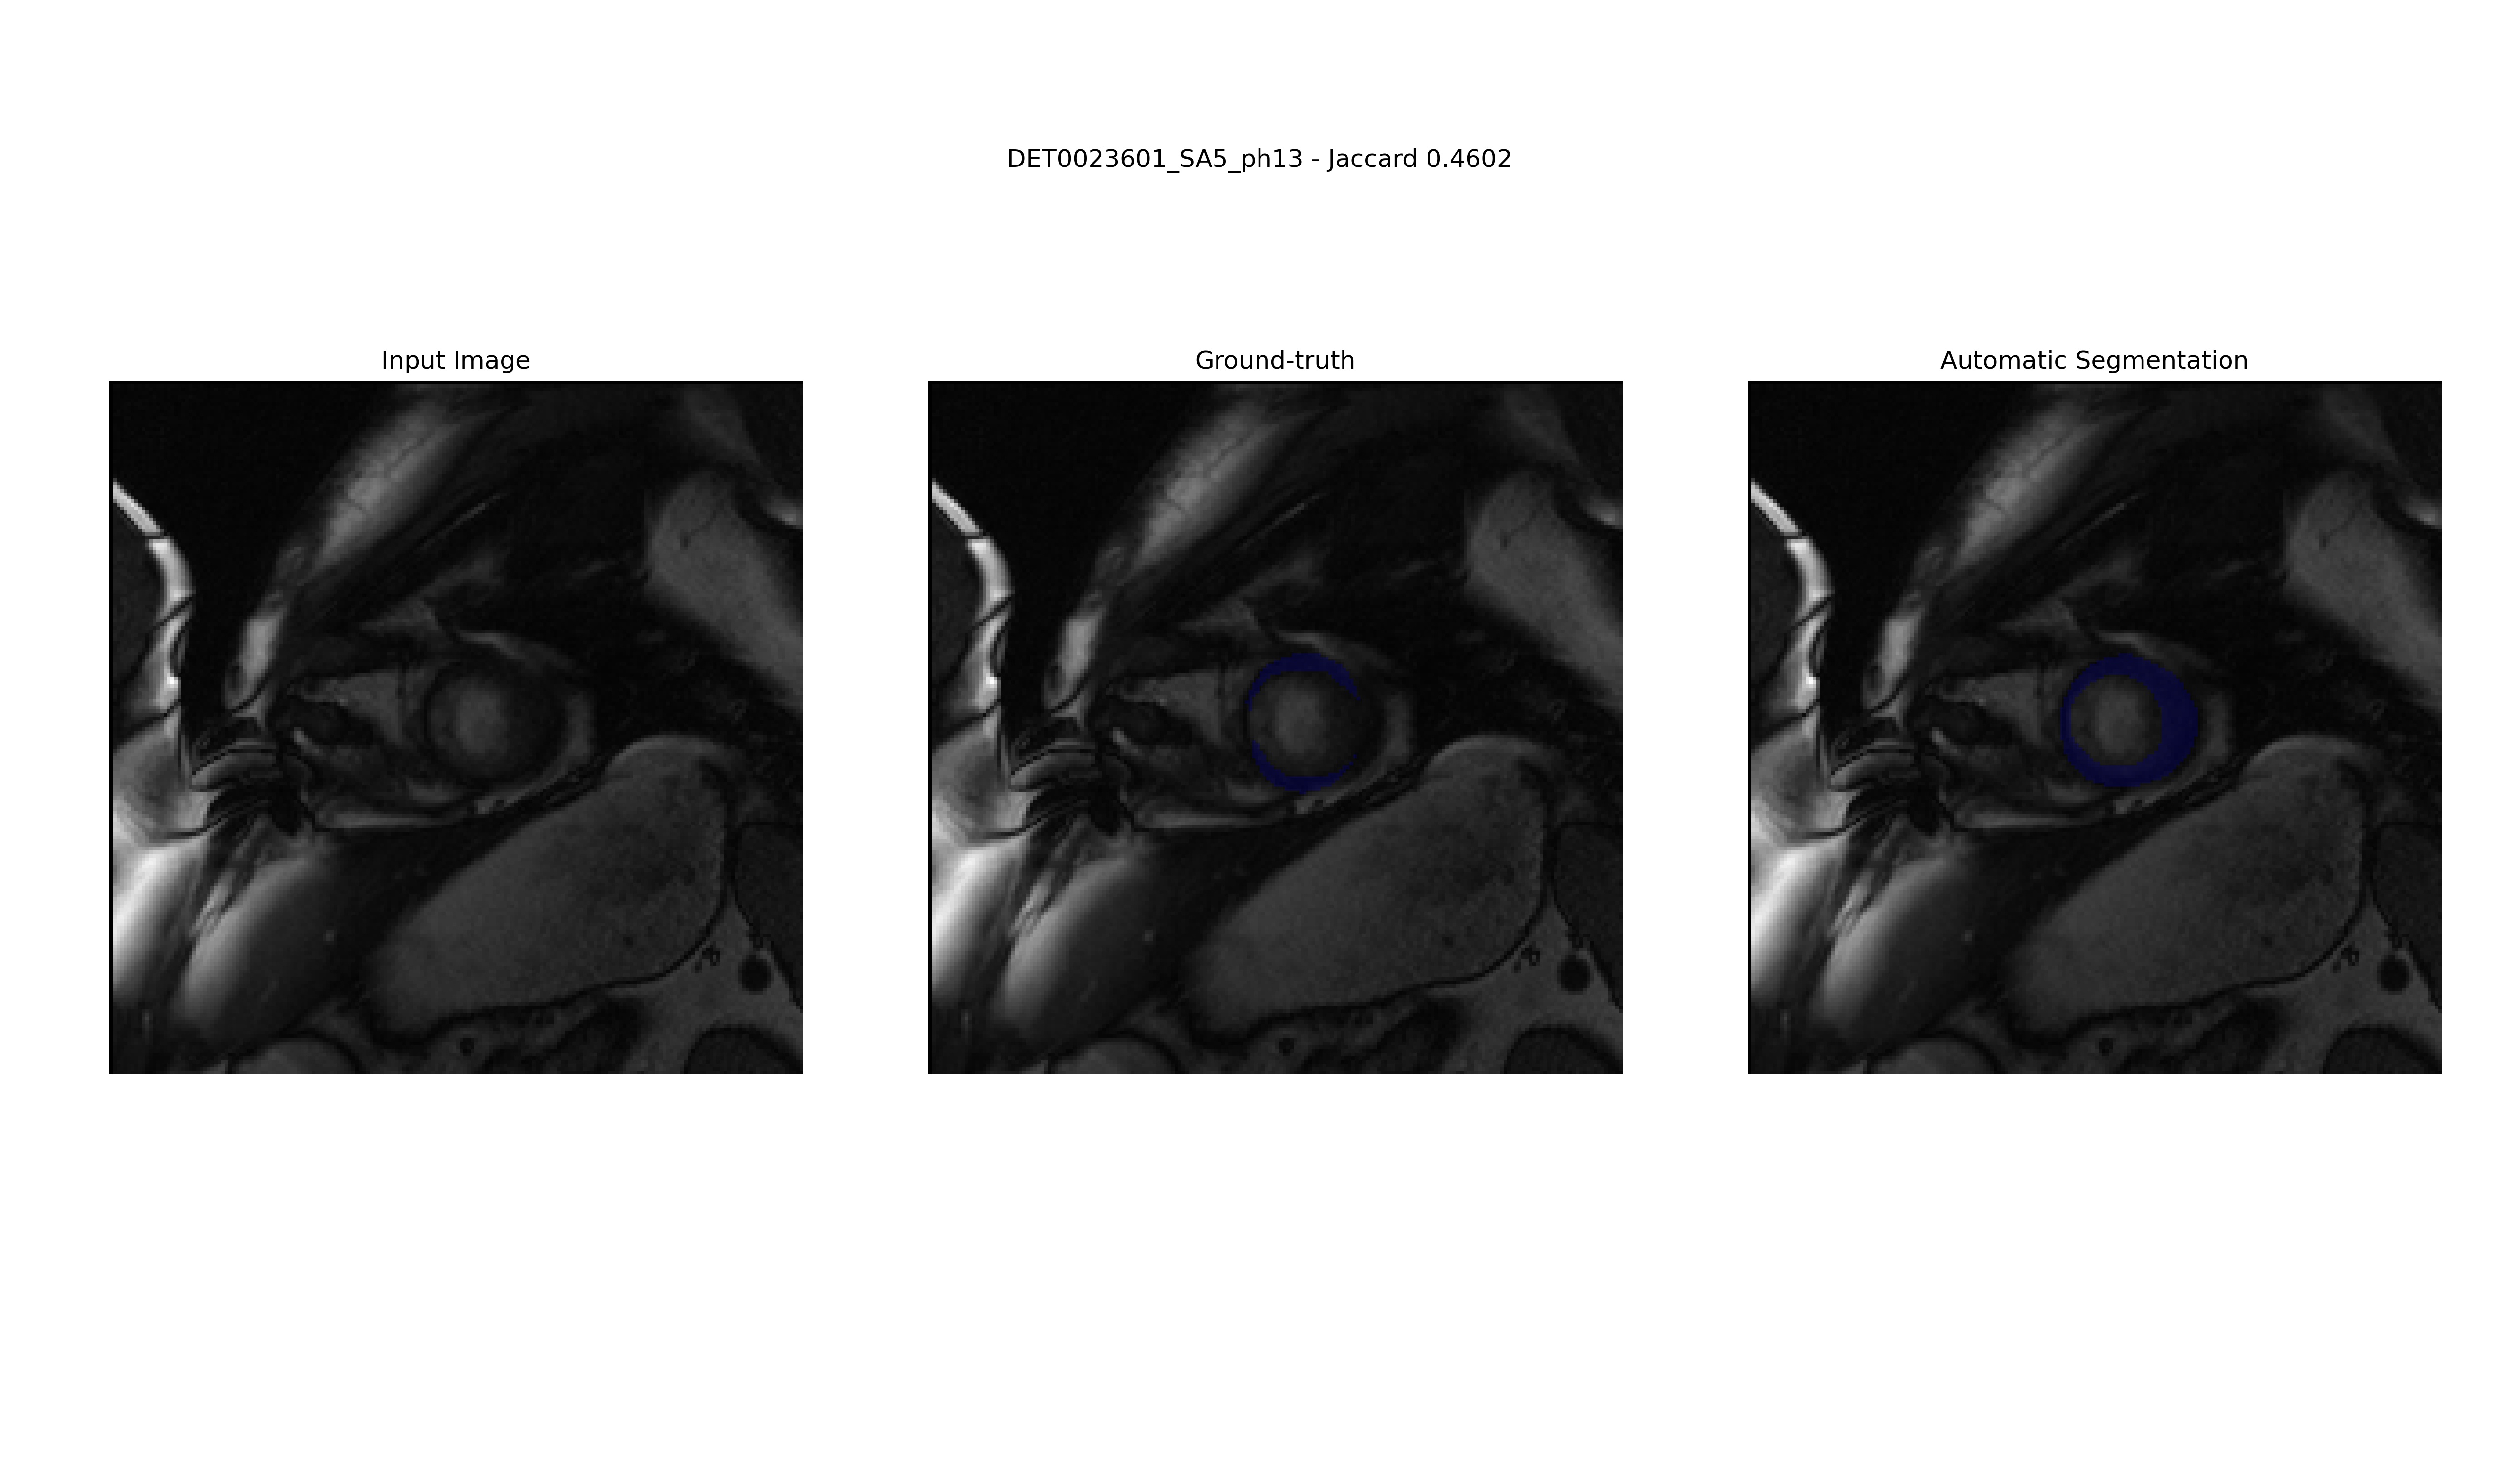 DET0023601_SA5_ph13 - Jaccard 0.4602
Input Image
Ground-truth
Automatic Segmentation